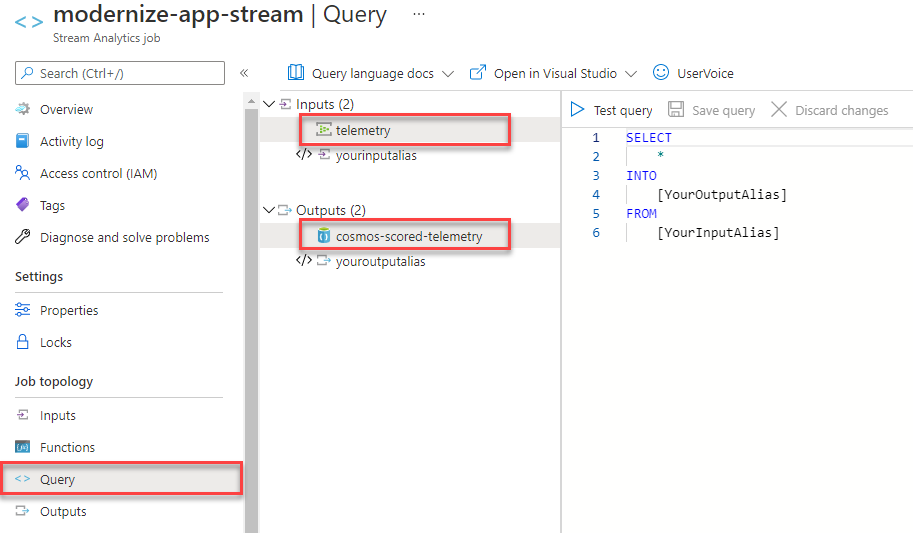 modernize-app-stream | Query ...
Stream Analytics job
Search (Ctrl+/)
«
Overview
Activity log
Access control (IAM)
Tags
Diagnose and solve problems
Settings
Properties
Locks
Job topology
Inputs
Functions
Query
Outputs
Query language docs
Open in Visual Studio
UserVoice
Inputs (2)
telemetry
yourinputalias
Outputs (2)
cosmos-scored-telemetry
youroutputalias
Test query
Save query
Discard changes
1 SELECT
2 *
3 INTO
4 [YourOutputAlias]
5 FROM
6 [YourInputAlias]